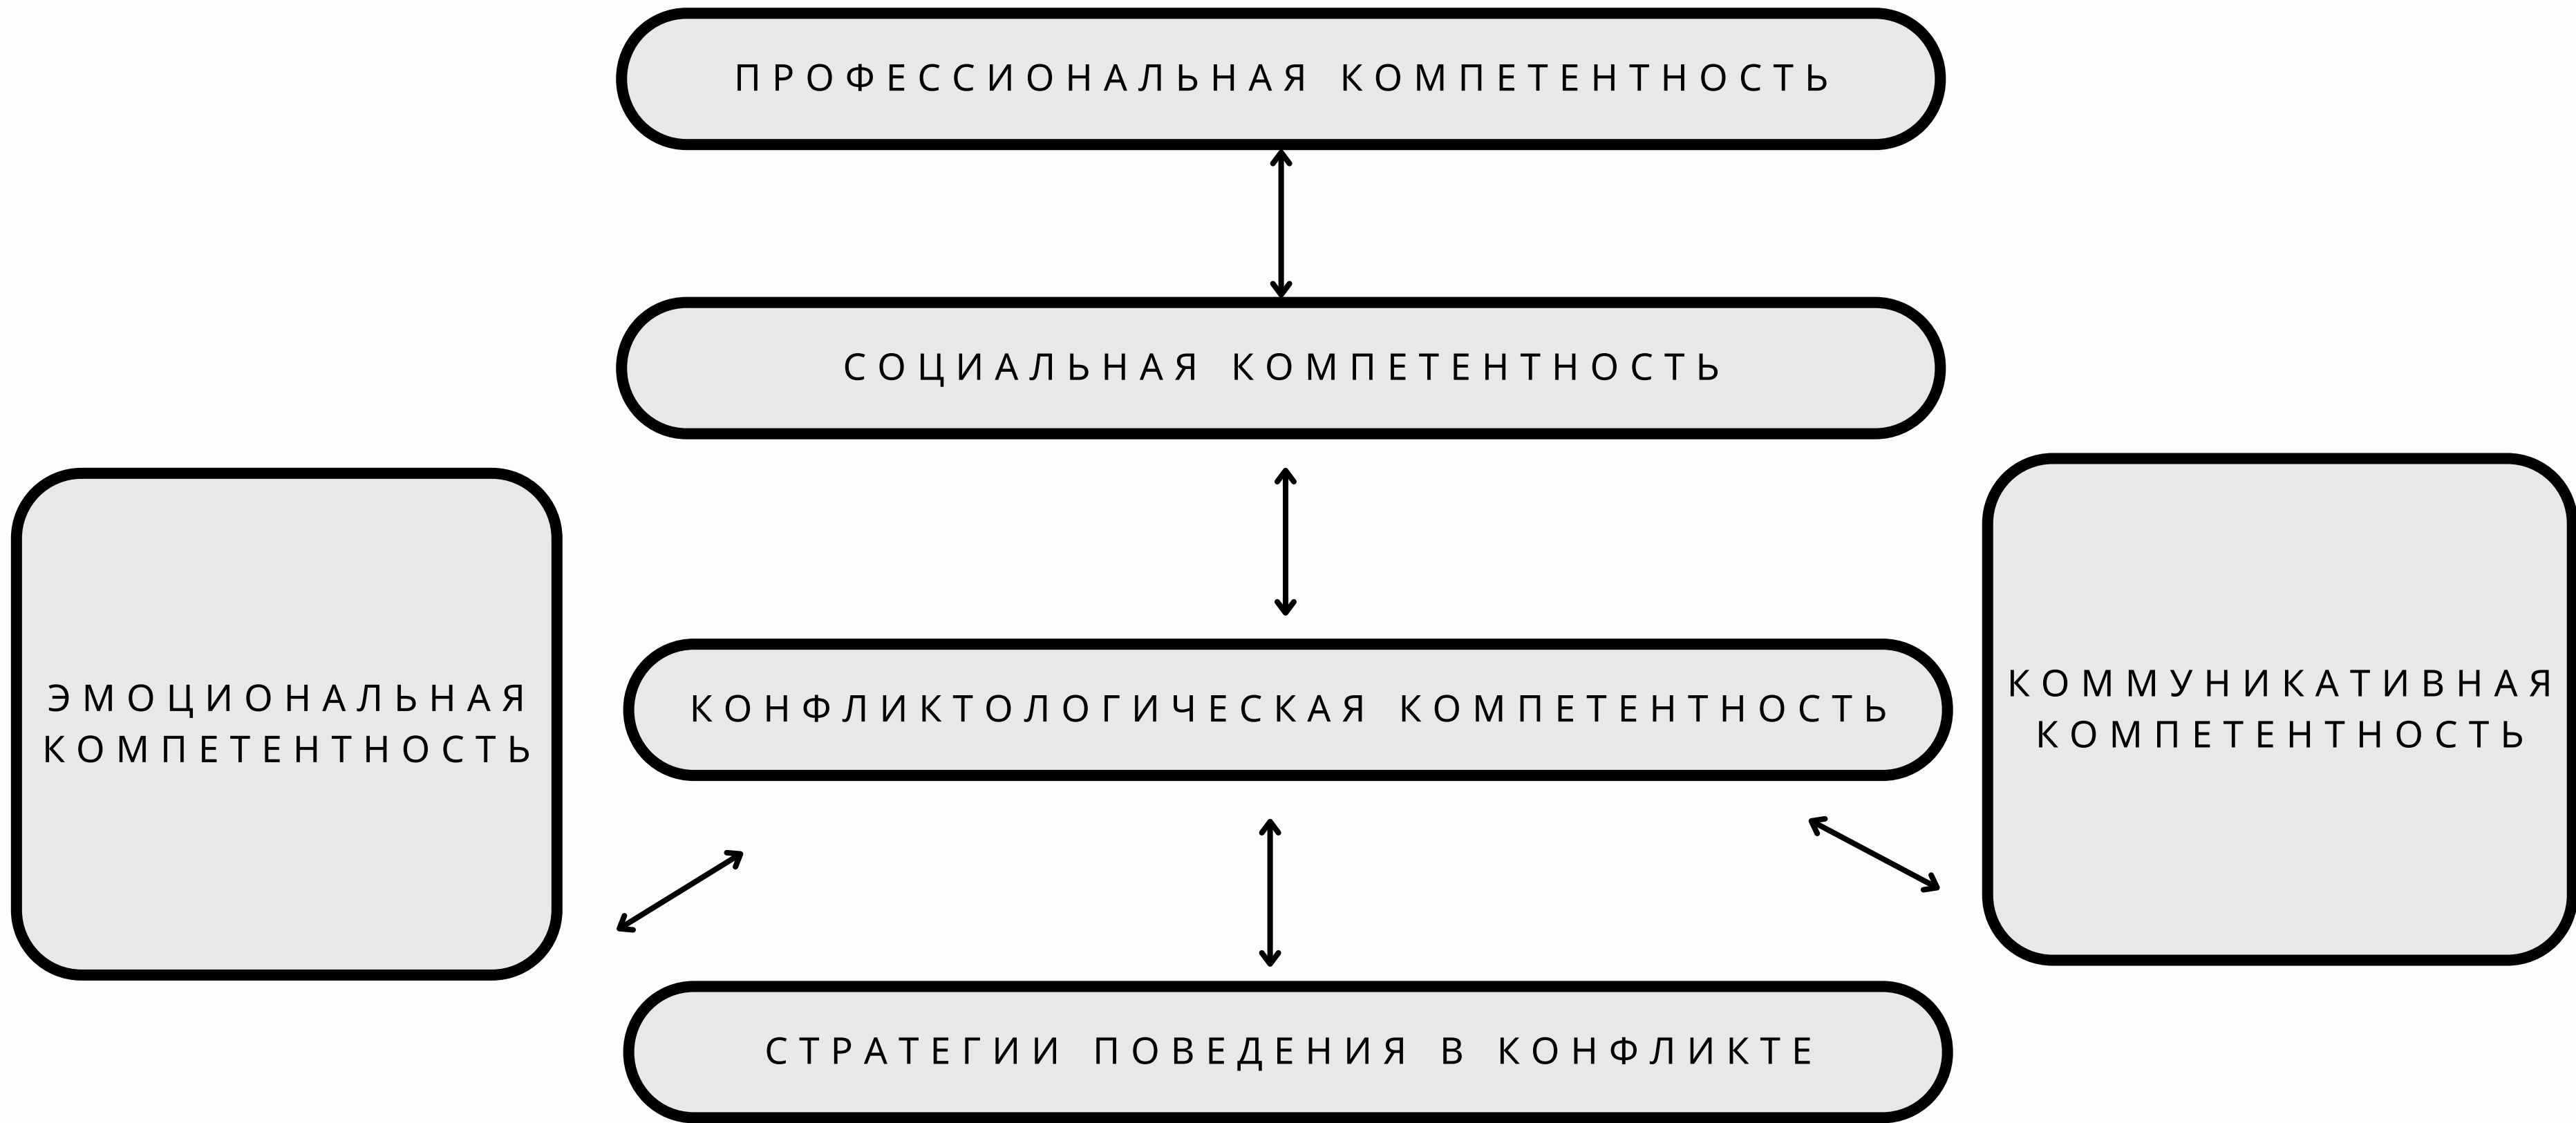 ПРОФЕССИОНАЛЬНАЯ КОМПЕТЕНТНОСТЬ
СОЦИАЛЬНАЯ КОМПЕТЕНТНОСТЬ
ЭМОЦИОНАЛЬНАЯ
КОМПЕТЕНТНОСТЬ
КОНФЛИКТОЛОГИЧЕСКАЯ КОМПЕТЕНТНОСТЬ
КОММУНИКАТИВНАЯ
КОМПЕТЕНТНОСТЬ
СТРАТЕГИИ ПОВЕДЕНИЯ В КОНФЛИКТЕ